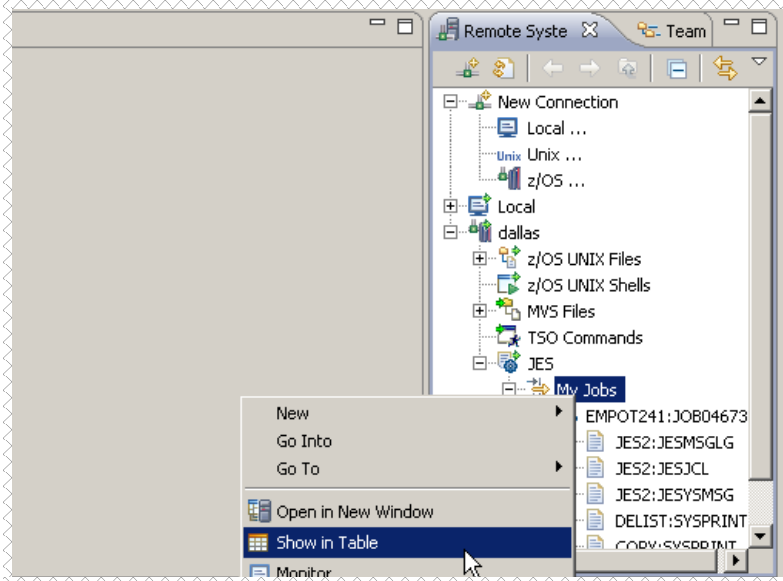 Remote Syste
Team
New Connection
Local ...
Unix Unix ...
z/OS ...
Local
dallas
z/OS UNIX Files
z/OS UNIX Shells
MVS Files
TSO Commands
JES
My Jobs
EMPOT241:JOB04673
JES2:JESMSGLG
JES2:JESJCL
JES2:JESYSMSG
DELIST:SYSPRINT
COPY:SYSPRINT
New
Go Into
Go To
Open in New Window
Show in Table
Monitor